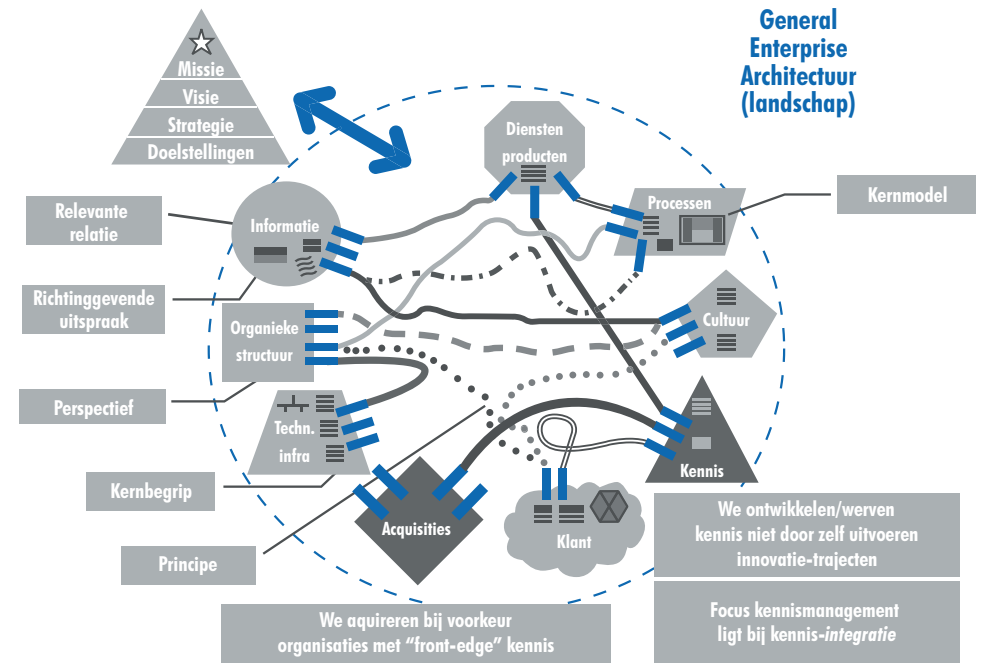 General
Enterprise
Architectuur
(landschap)
Missie
Visie
Strategie
Doelstellingen
Diensten
producten
Processen
Kernmodel
Relevante
relatie
Informatie
Richtinggevende
uitspraak
Organieke
structuur
Cultuur
Perspectief
Techn.
infra
Kennis
Kernbegrip
Acquisities
Klant
Principe
We ontwikkelen/werven
kennis niet door zelf uitvoeren
innovatie-trajecten
We aquireren bij voorkeur
organisaties met “front-edge” kennis
Focus kennismanagement
ligt bij kennis-integratie